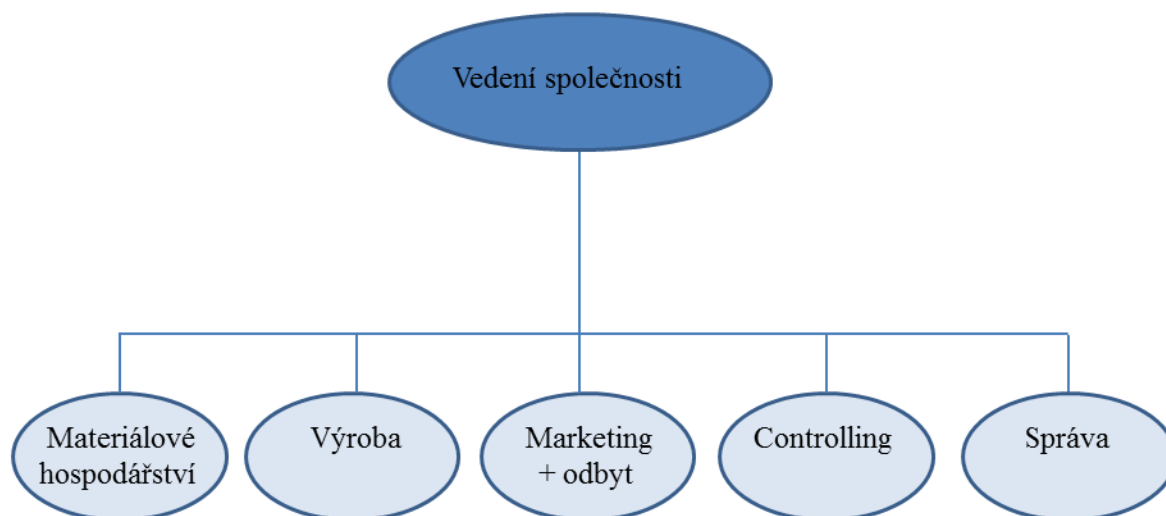 Vedení společnosti
Materiálové
hospodářství
Výroba
Marketing
+ odbyt
Controlling
Správa